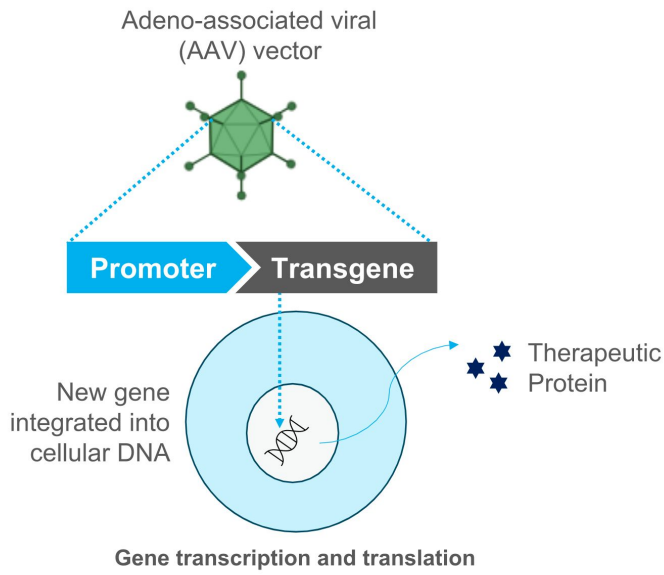 Adeno-associated viral
(AAV) vector
Promoter
Transgene
New gene
integrated into
cellular DNA
Therapeutic
Protein
Gene transcription and translation